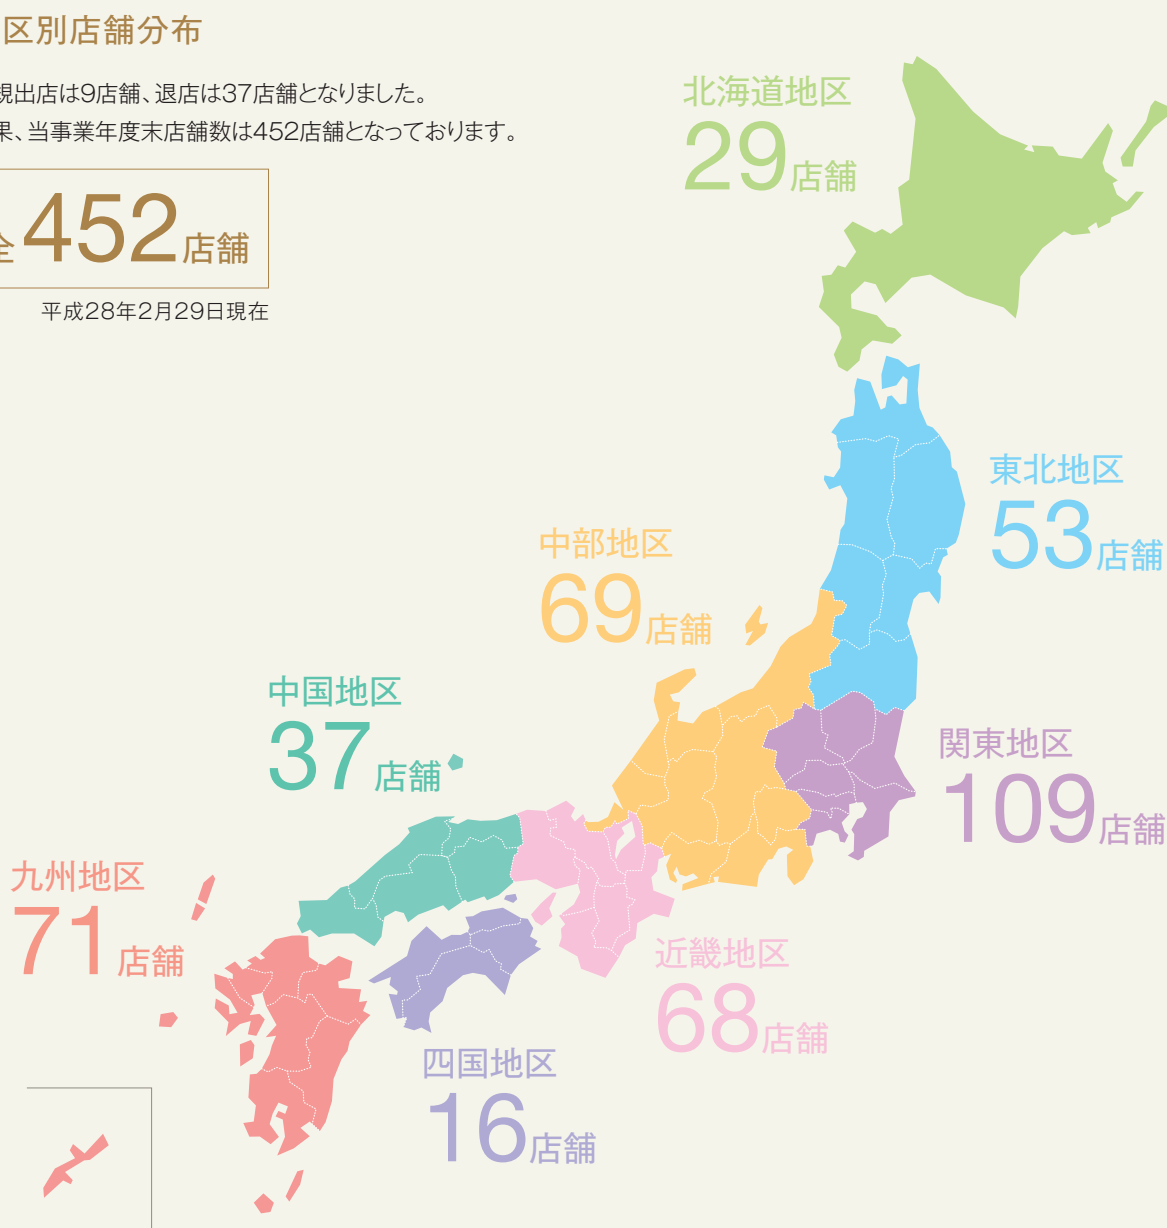 区別店舗分布
規出店は9店舗、退店は37店舗となりました。
果、当事業年度末店舗数は452店舗となっております。
全452店舗
平成28年2月29日現在
北海道地区
29店舗
東北地区
53店舗
中部地区
69店舗
中国地区
37店舗
関東地区
109店舗
九州地区
71店舗
近畿地区
68店舗
四国地区
16店舗